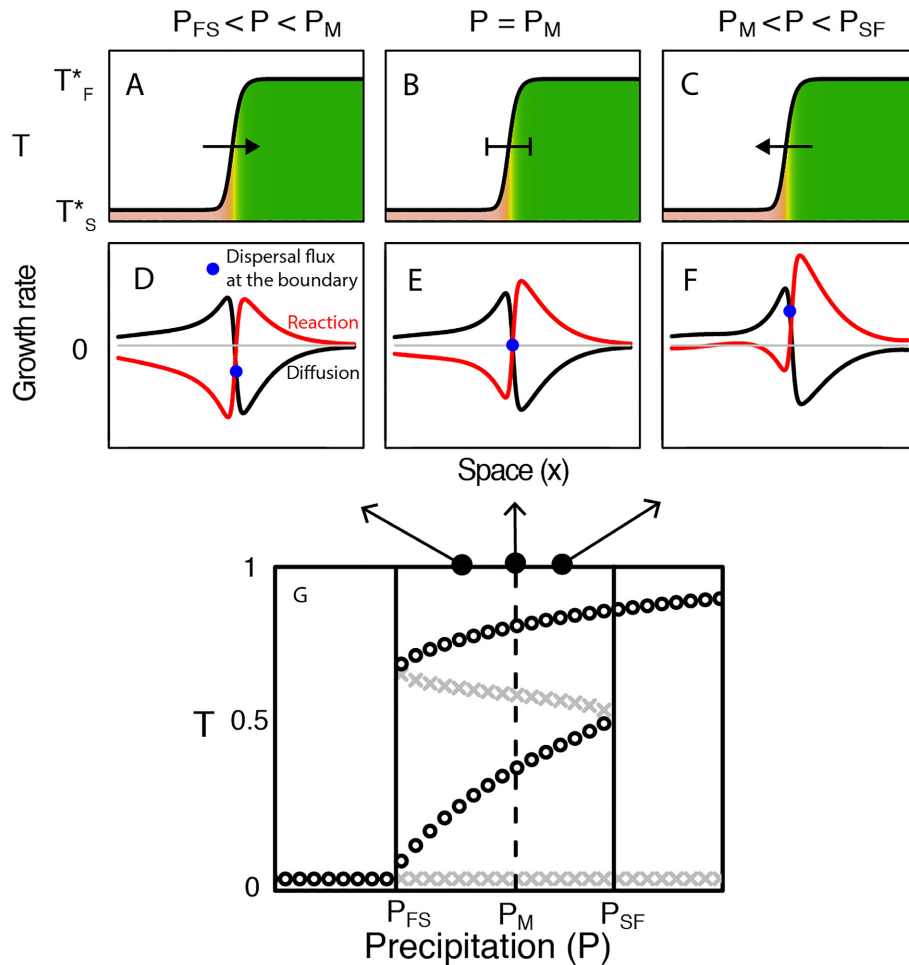 P_FS < P < P_M
P = P_M
P_M < P < P_SF
T*_F
T
T*_S
A
B
C
Growth rate
0
D
Dispersal flux
at the boundary
Reaction
Diffusion
E
F
Space (x)
1
G
T
0.5
0
P_FS
P_M
P_SF
Precipitation (P)